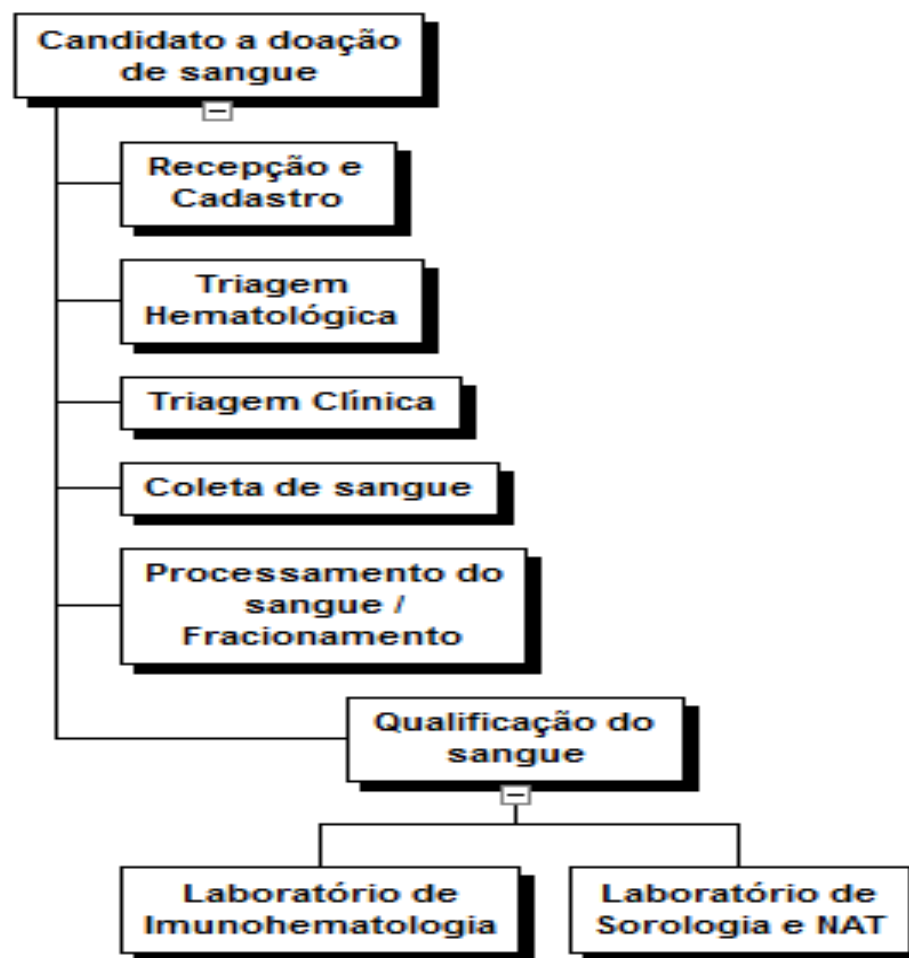 Candidato a doação
de sangue
Recepção e
Cadastro
Triagem
Hematológica
Triagem Clínica
Coleta de sangue
Processamento do
sangue /
Fracionamento
Qualificação do
sangue
Laboratório de
Imunohematologia
Laboratório de
Sorologia e NAT